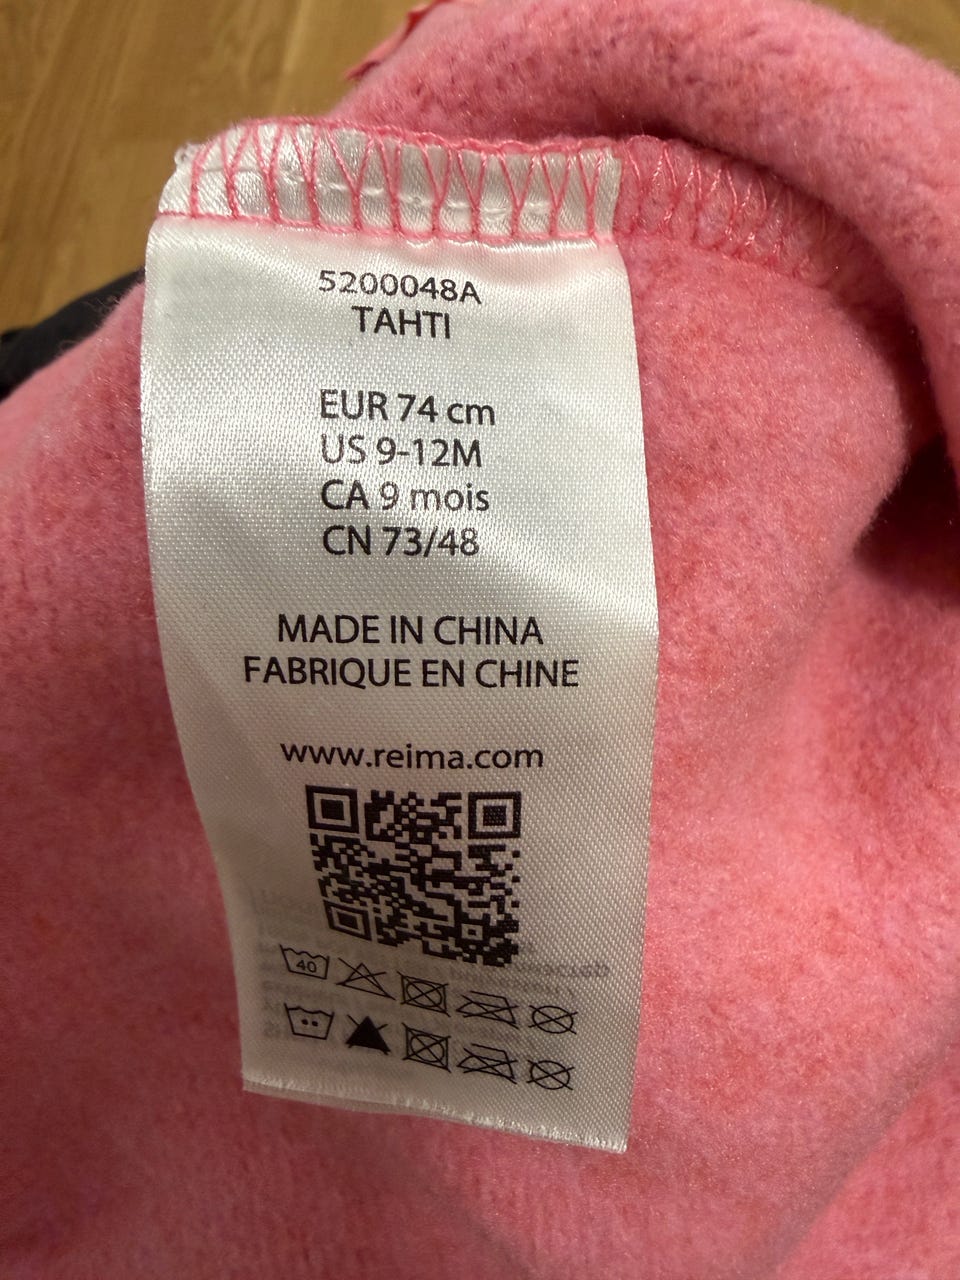 5200048A
TAHTI
EUR 74 cm
US 9-12M
CA 9 mois
CN 73/48
MADE IN CHINA
FABRIQUE EN CHINE
www.reima.com
40